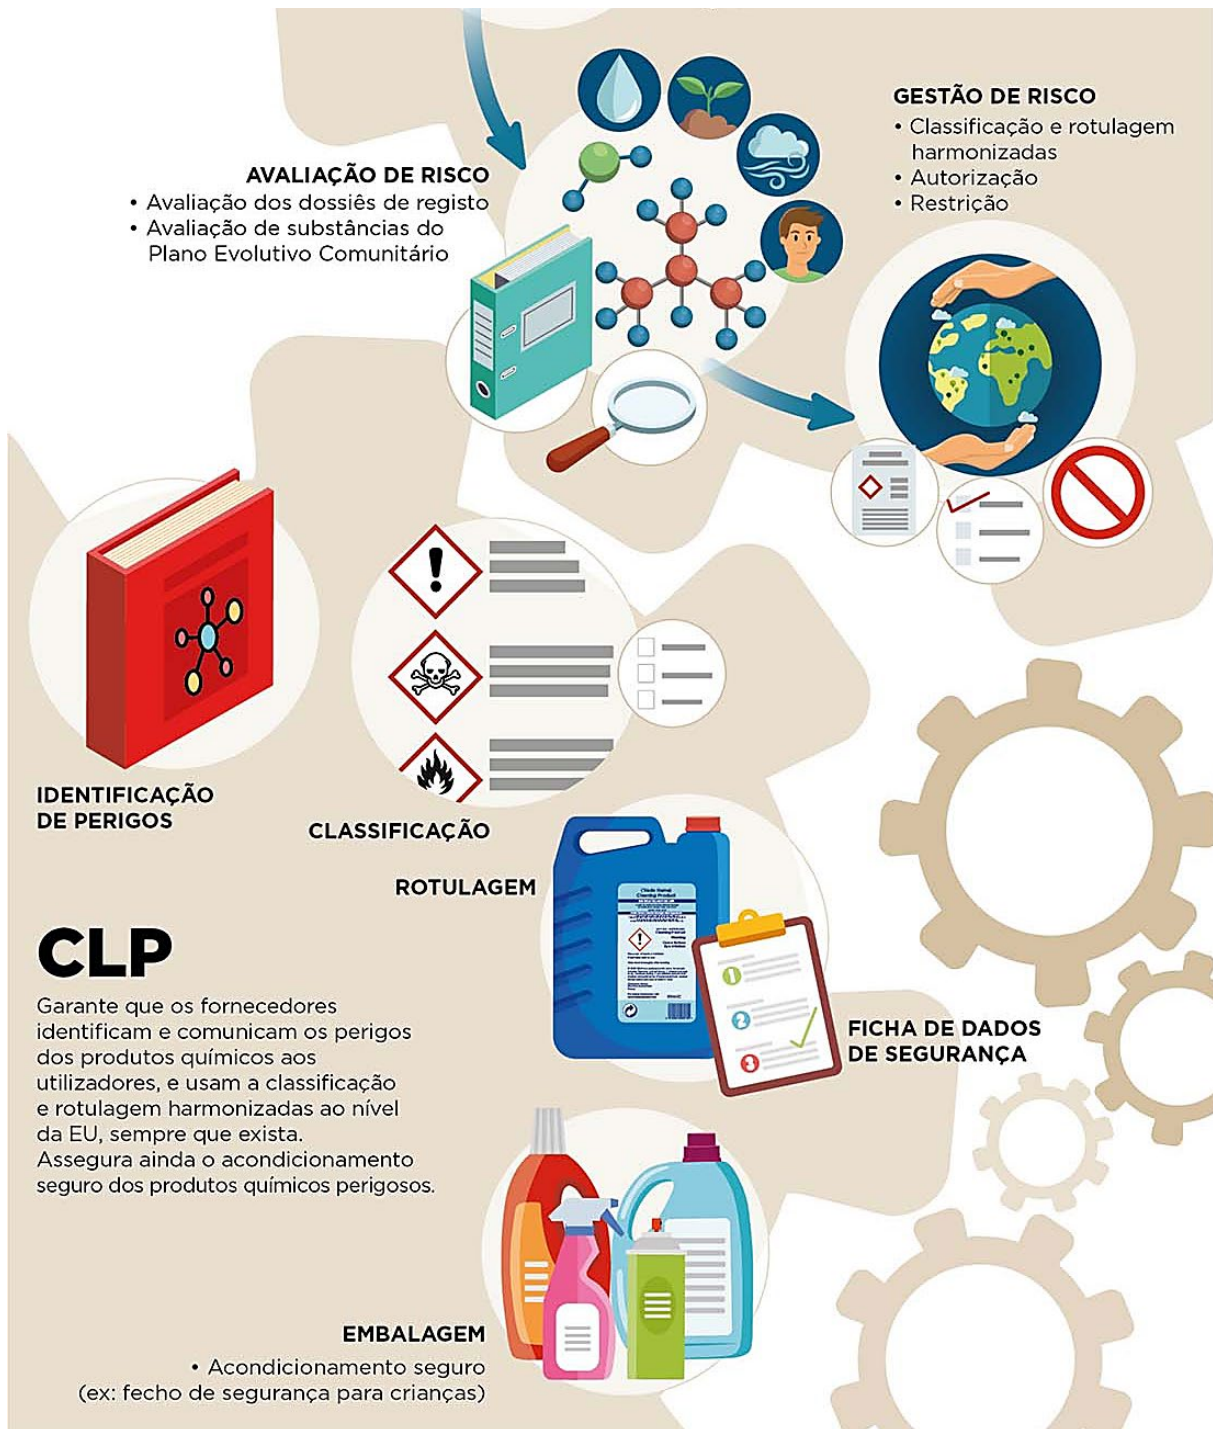 AVALIAÇÃO DE RISCO
• Avaliação dos dossiês de registo
• Avaliação de substâncias do
Plano Evolutivo Comunitário
GESTÃO DE RISCO
• Classificação e rotulagem
harmonizadas
• Autorização
• Restrição
IDENTIFICAÇÃO
DE PERIGOS
CLASSIFICAÇÃO
ROTULAGEM
1
2
3
FICHA DE DADOS
DE SEGURANÇA
CLP
Garante que os fornecedores
identificam e comunicam os perigos
dos produtos químicos aos
utilizadores, e usam a classificação
e rotulagem harmonizadas ao nível
da EU, sempre que exista.
Assegura ainda o acondicionamento
seguro dos produtos químicos perigosos.
EMBALAGEM
• Acondicionamento seguro
(ex: fecho de segurança para crianças)